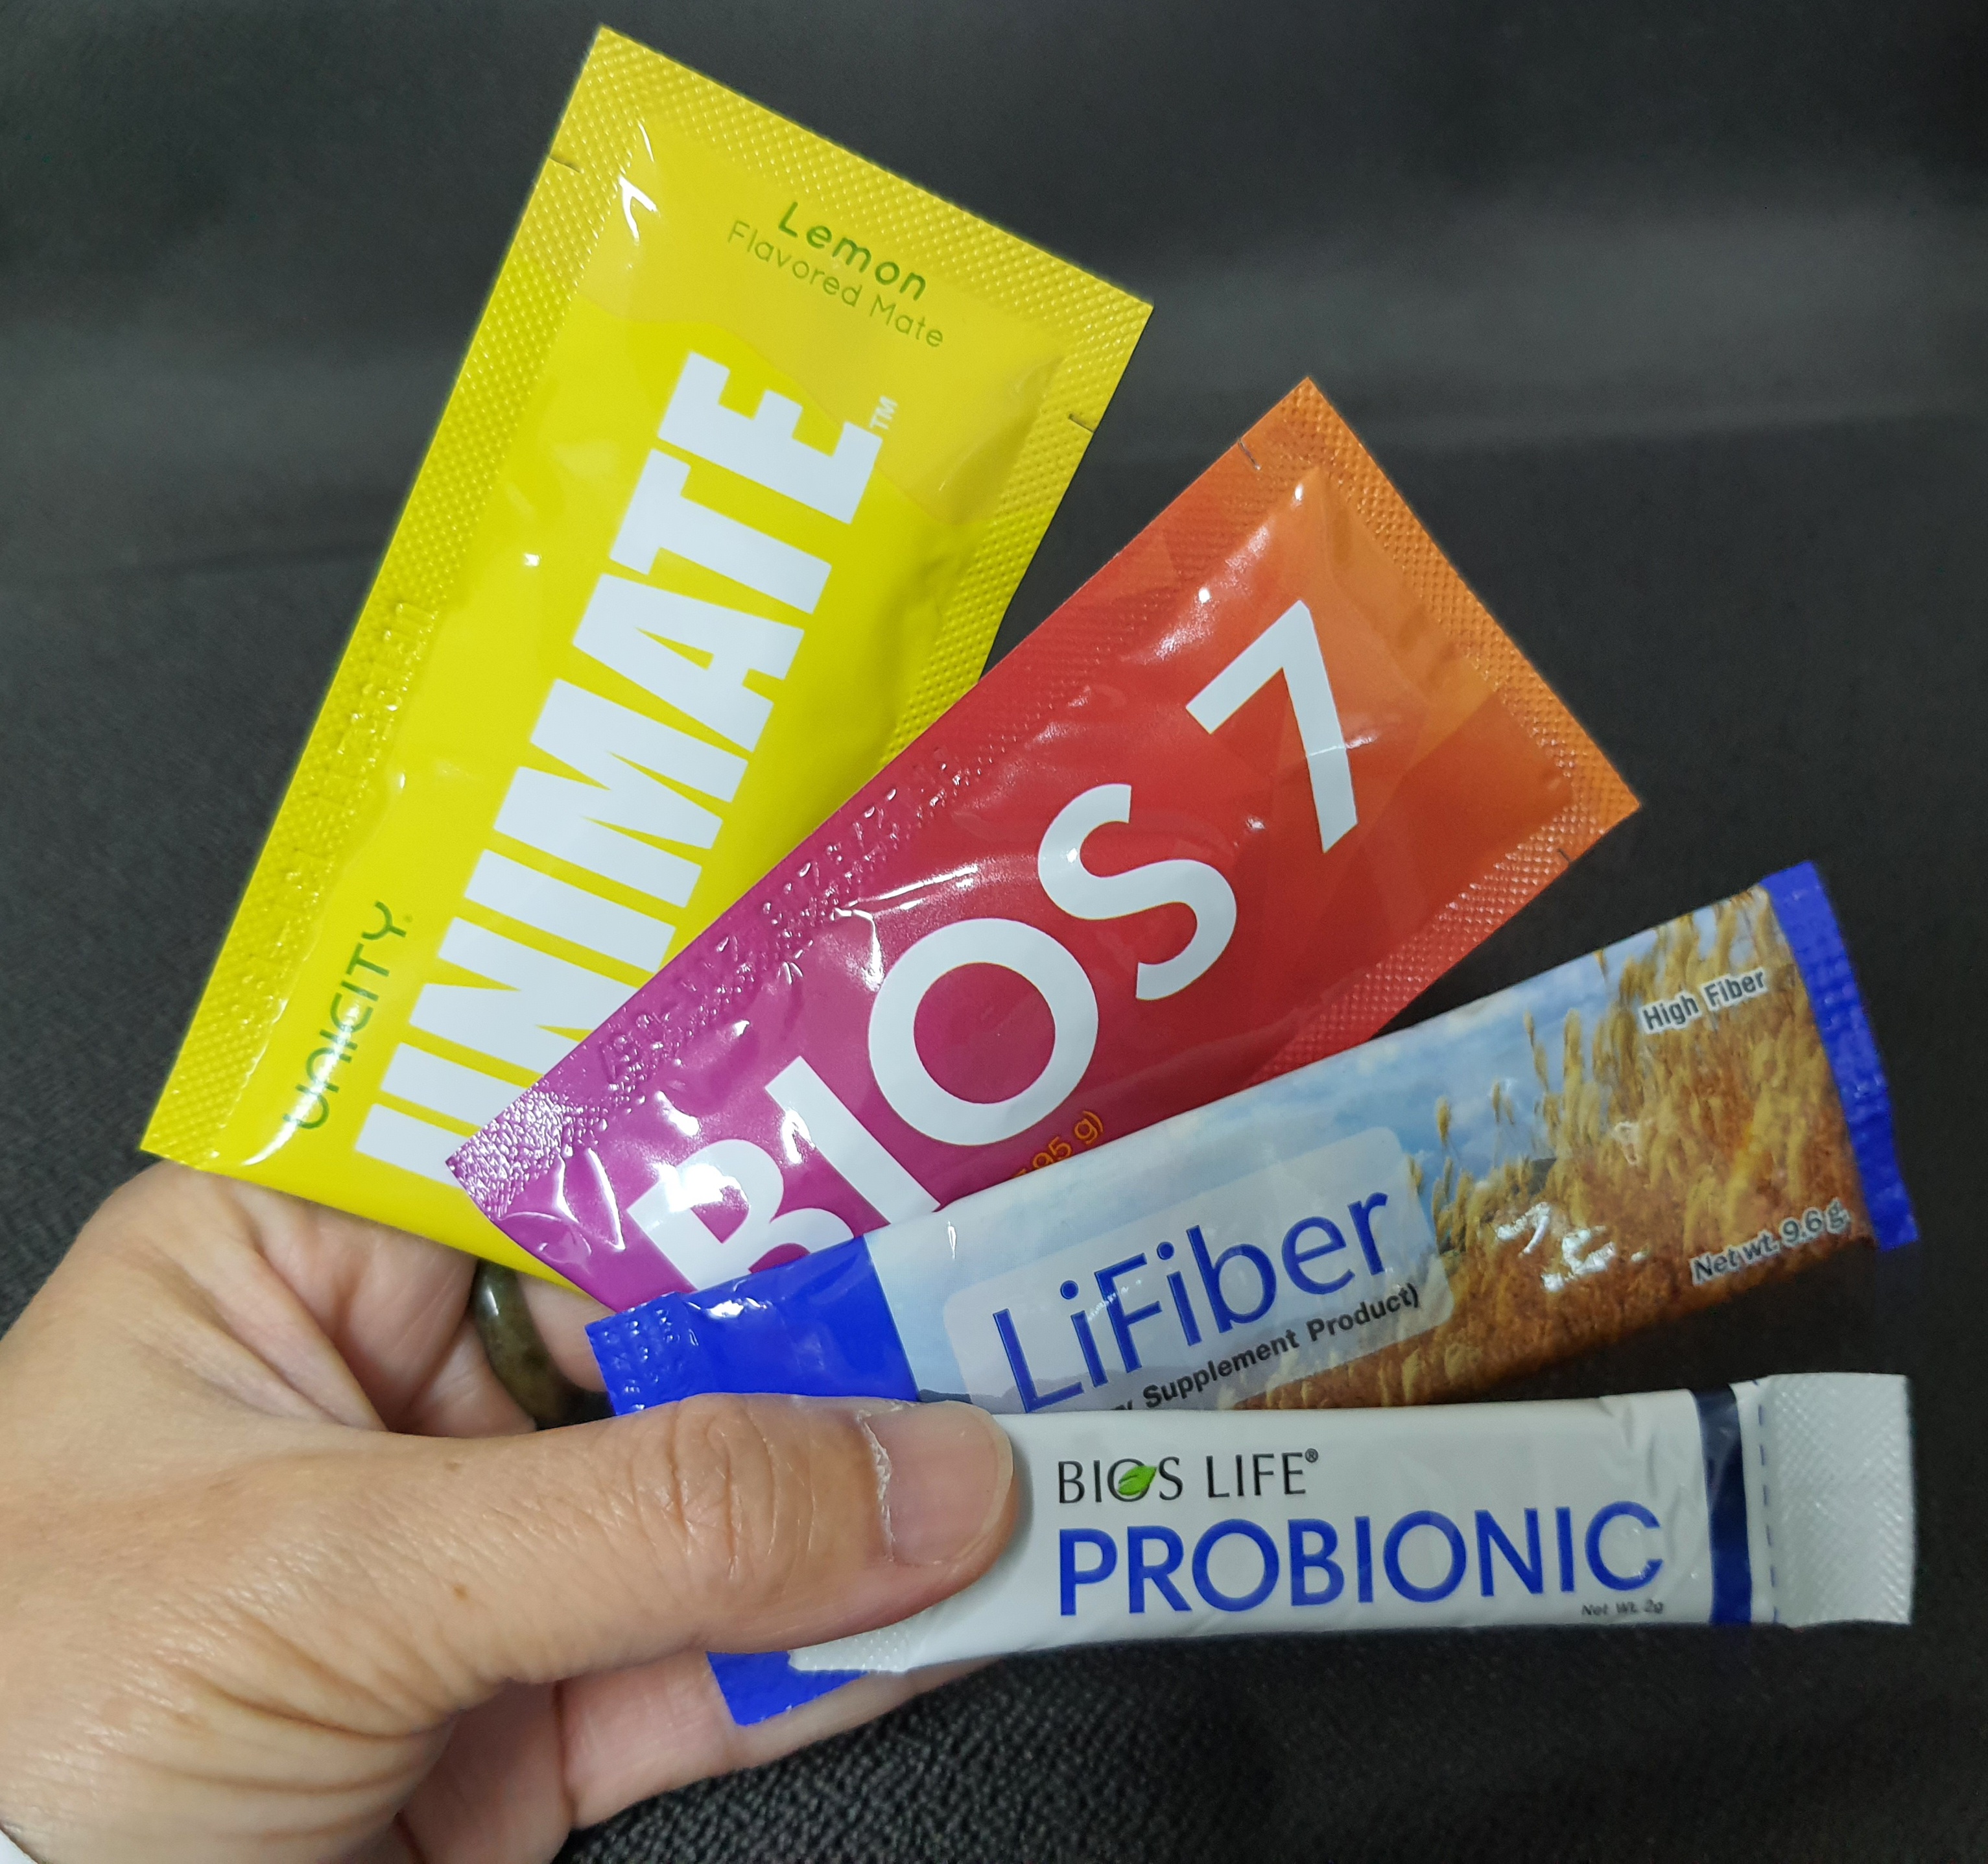 Lemon
Flavored Mate
UNIMATE™
UNICITY
BIOS 7
95 g)
High Fiber
LiFiber
Supplement Product)
Net wt. 9.6 g.
BIOS LIFE®
PROBIONIC
Net Wt. 2g